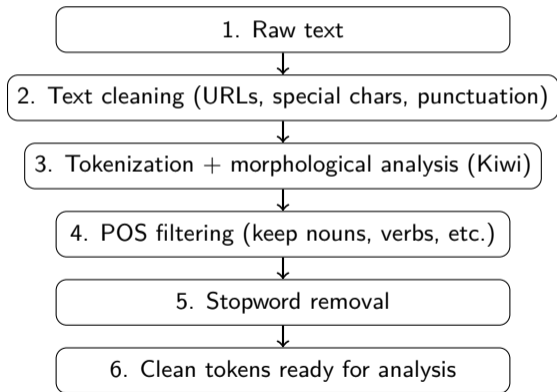 1. Raw text
2. Text cleaning (URLs, special chars, punctuation)
3. Tokenization + morphological analysis (Kiwi)
4. POS filtering (keep nouns, verbs, etc.)
5. Stopword removal
6. Clean tokens ready for analysis